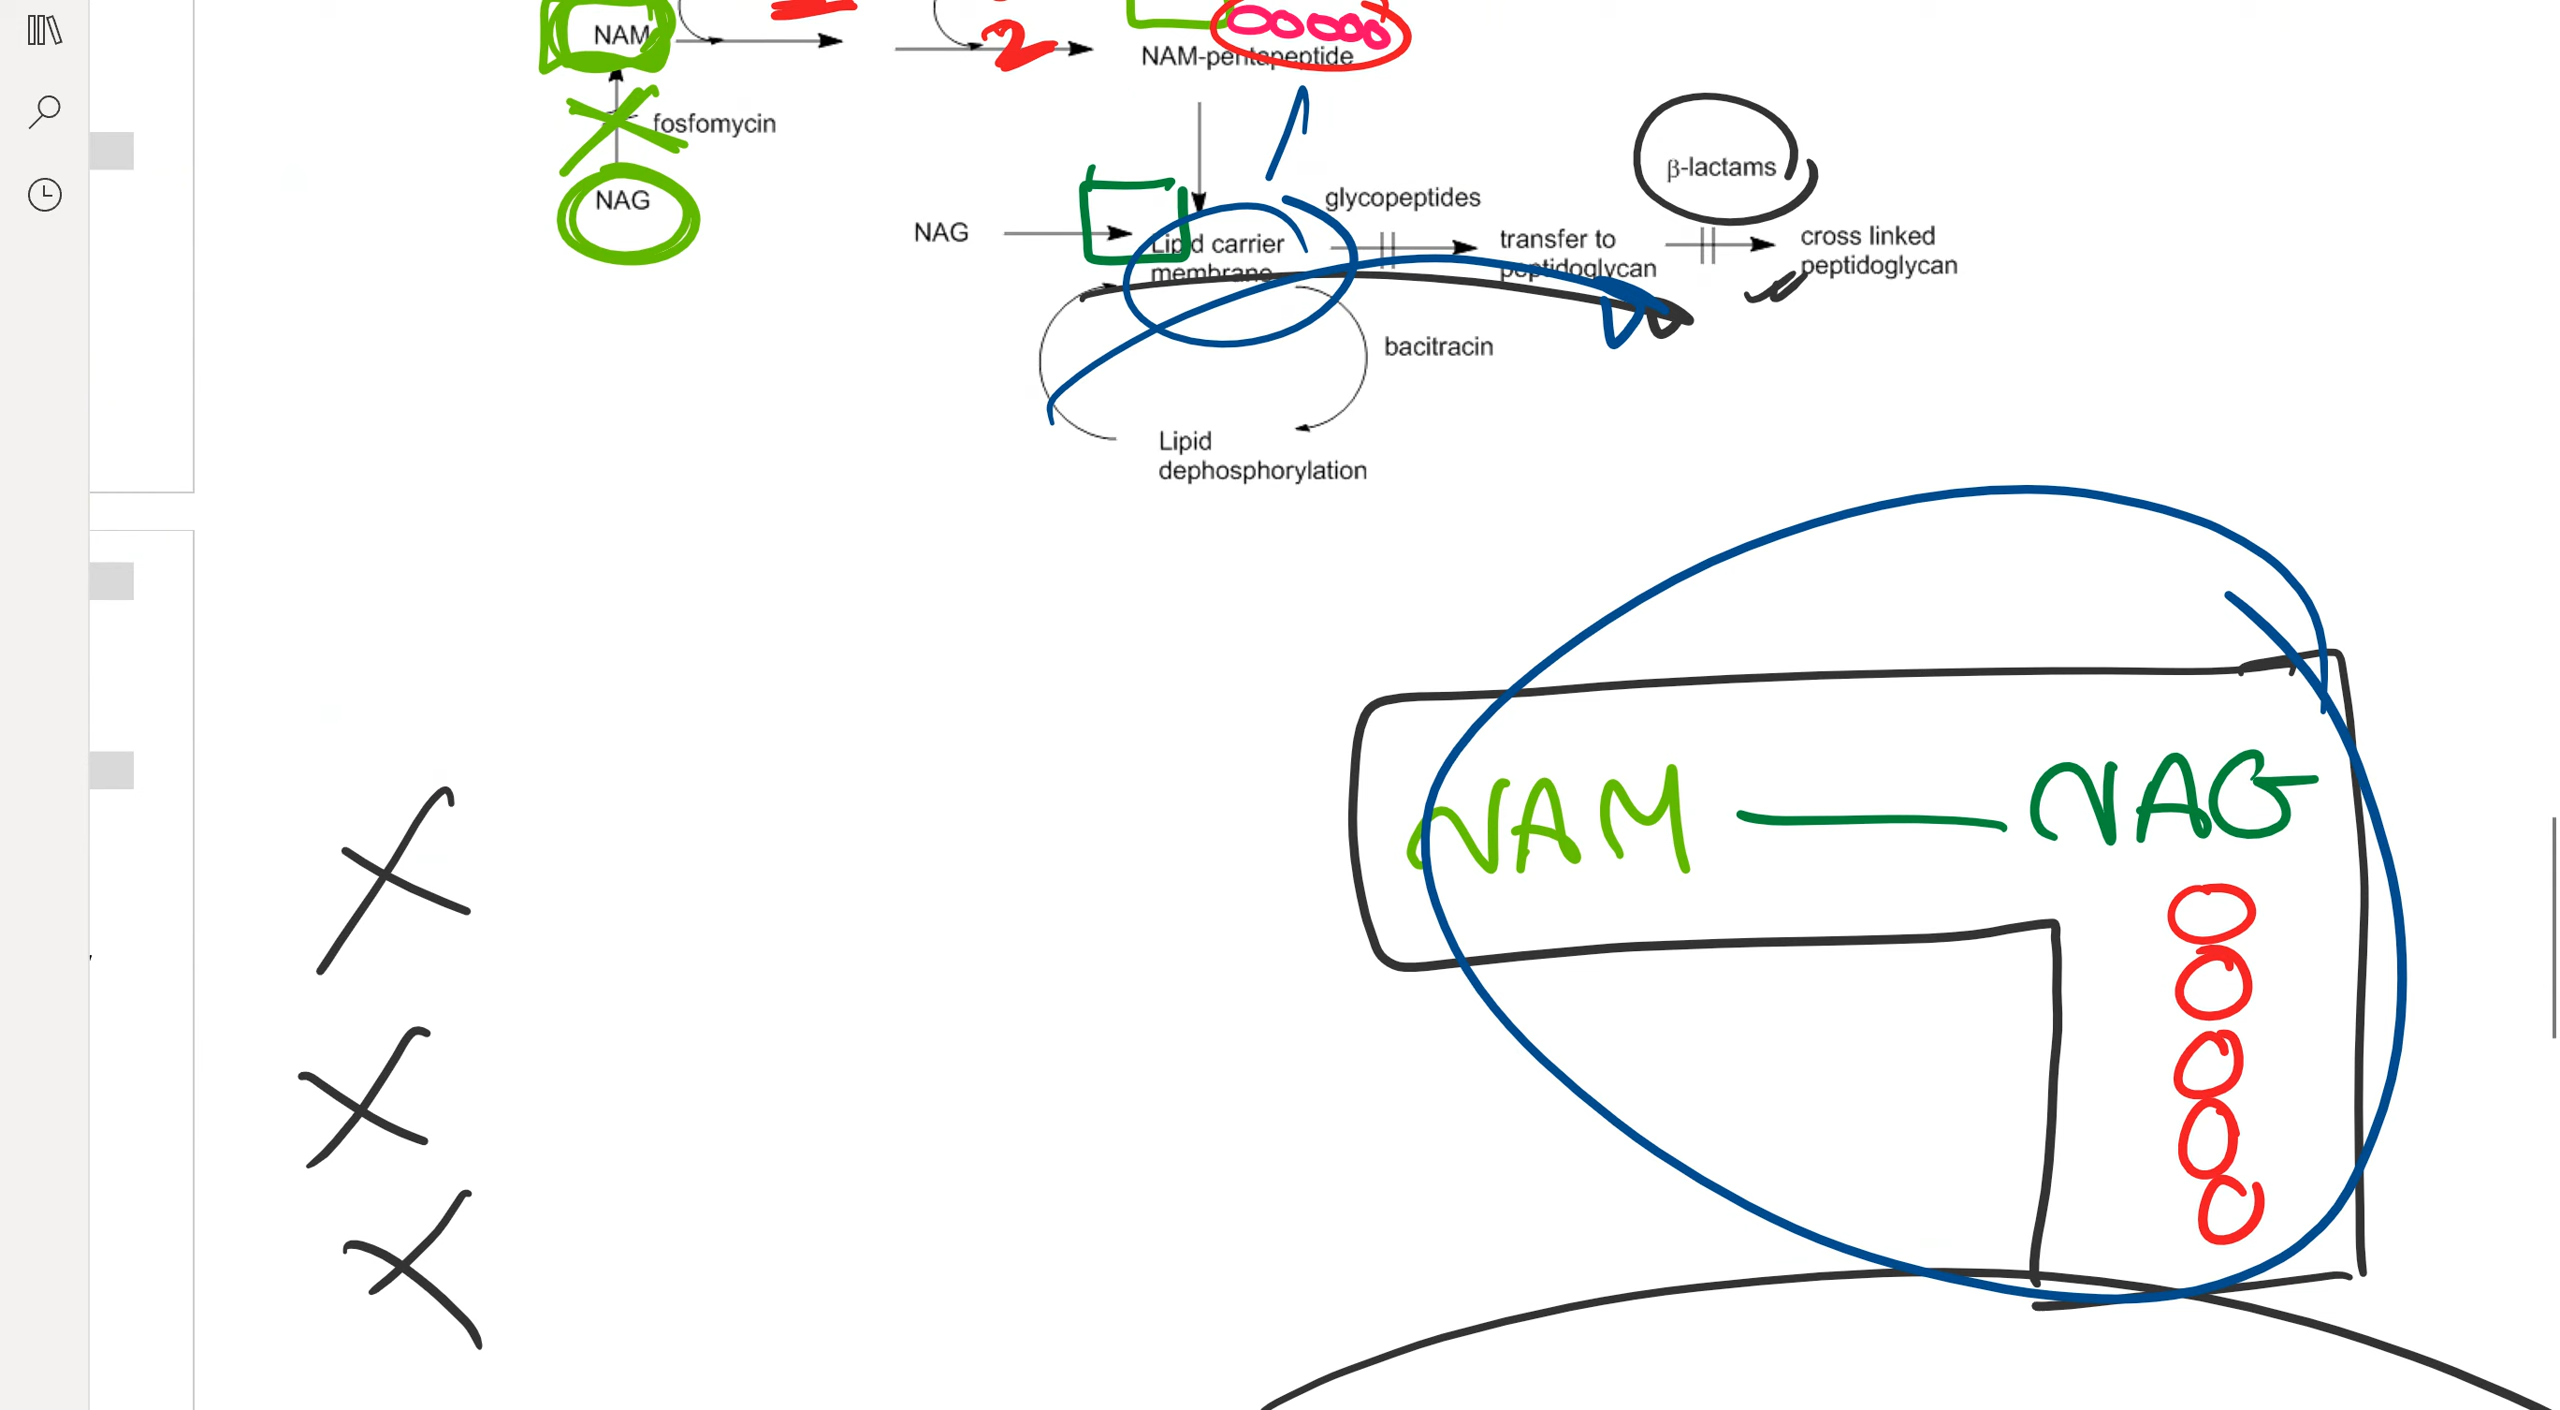 NAM
2
NAM-pentapeptide
fosfomycin
β-lactams
NAG
glycopeptides
NAG
Lipid carrier
membrane
transfer to
peptidoglycan
cross linked
peptidoglycan
bacitracin
Lipid
dephosphorylation
NAM — NAG